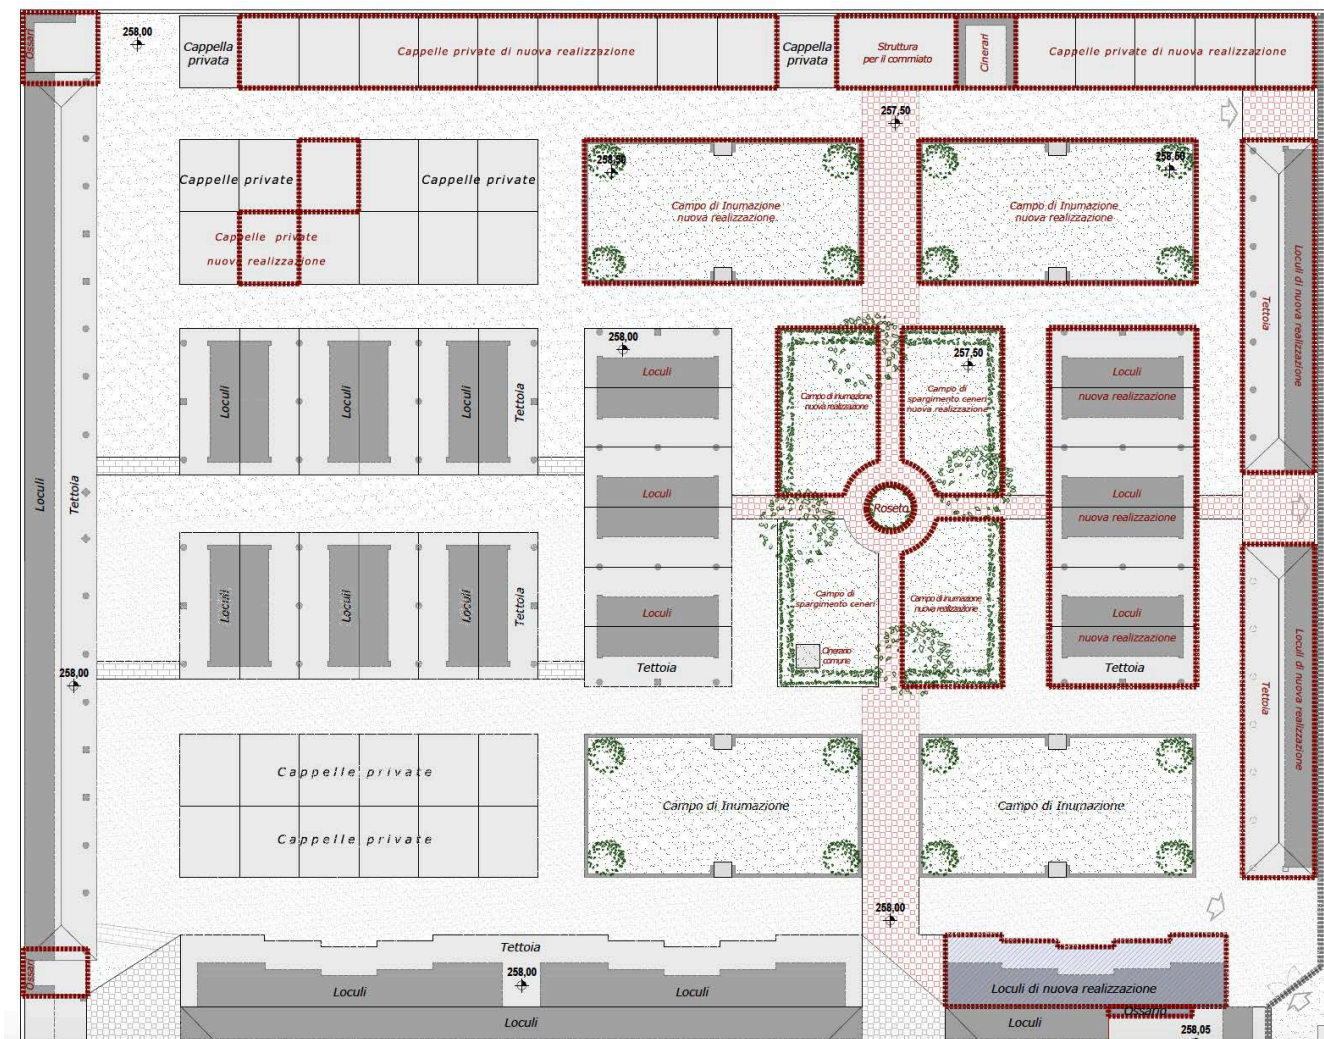 Ossari
258,00
Cappella
privata
Cappelle private di nuova realizzazione
Cappella
privata
Struttura
per il commiato
Cinerari
Cappelle private di nuova realizzazione
257,50
258,50
258,50
Cappelle private
Cappelle private
Campo di Inumazione
nuova realizzazione
Campo di Inumazione
nuova realizzazione
Cappelle private
nuova realizzazione
Tettoia
Loculi di nuova realizzazione
258,00
257,50
Loculi
Loculi
Loculi
Tettoia
Loculi
Campo di inumazione
nuova realizzazione
Campo di
spargimento ceneri
nuova realizzazione
Loculi
nuova realizzazione
Loculi
Tettoia
Loculi
Roseto
Loculi
nuova realizzazione
Loculi
Loculi
Loculi
Tettoia
Loculi
Tettoia
Campo di
spargimento ceneri
Cinerario
comune
Campo di inumazione
nuova realizzazione
Loculi
nuova realizzazione
Tettoia
258,00
Tettoia
Loculi di nuova realizzazione
Cappelle private
Cappelle private
Campo di Inumazione
Campo di Inumazione
258,00
Ossari
Tettoia
258,00
Loculi
Loculi
Loculi
Loculi di nuova realizzazione
Ossario
Loculi
258,05